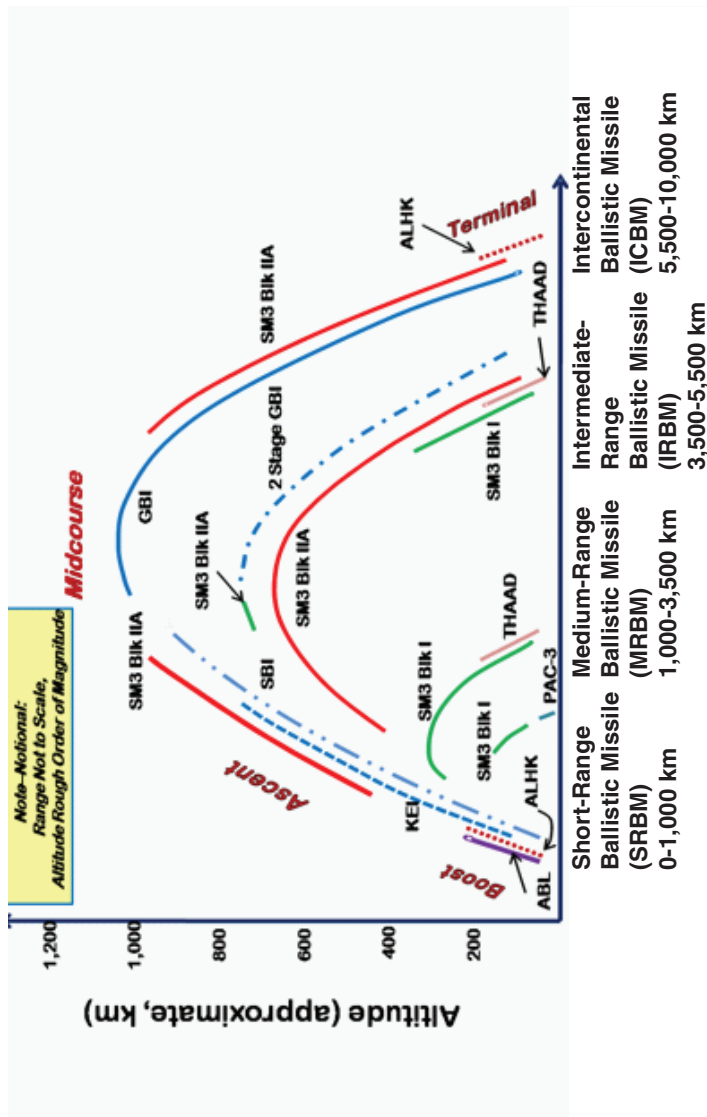 Note–Notional:
Range Not to Scale,
Altitude Rough Order of Magnitude
Midcourse
Ascent
Boost
Terminal
Altitude (approximate, km)
1,200
1,000
800
600
400
200
SM3 Blk IIA
GBI
SM3 Blk IIA
SM3 Blk IIA
2 Stage GBI
SBI
SM3 Blk IIA
KEI
SM3 Blk I
SM3 Blk I
SM3 Blk I
THAAD
THAAD
PAC-3
ALHK
ALHK
ABL
Short-Range
Ballistic Missile
(SRBM)
0-1,000 km
Medium-Range
Ballistic Missile
(MRBM)
1,000-3,500 km
Intermediate-
Range
Ballistic Missile
(IRBM)
3,500-5,500 km
Intercontinental
Ballistic Missile
(ICBM)
5,500-10,000 km